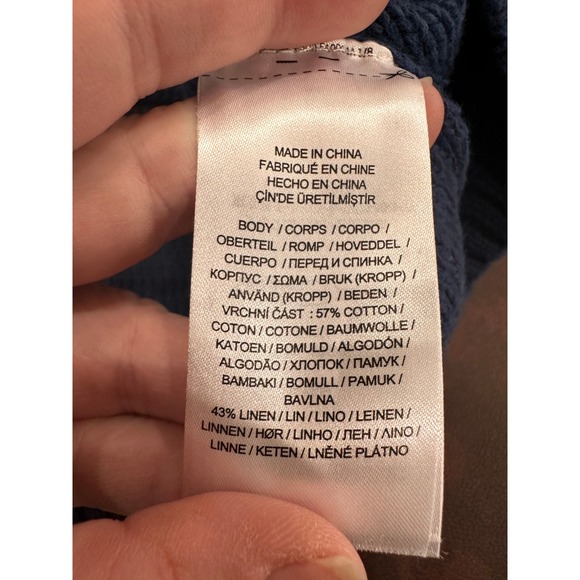 MADE IN CHINA
FABRIQUÉ EN CHINE
HECHO EN CHINA
ÇİN'DE ÜRETİLMİŞTİR
BODY / CORPS / CORPO /
OBERTEIL / ROMP / HOVEDDEL /
CUERPO / ПЕРЕД И СПИНКА /
КОРПУС / ΣΩΜΑ / BRUK (KROPP) /
ANVÄND (KROPP) / BEDEN /
VRCHNÍ ČÁST : 57% COTTON /
COTON / COTONE / BAUMWOLLE /
KATOEN / BOMULD / ALGODÓN /
ALGODÃO / ХЛОПОК / ПАМУК /
BAMBAKI / BOMULL / PAMUK /
BAVLNA
43% LINEN / LIN / LINO / LEINEN /
LINNEN / HØR / LINHO / ЛЕН / ΛΙΝΟ /
LINNE / KETEN / LNĚNÉ PLÁTNO